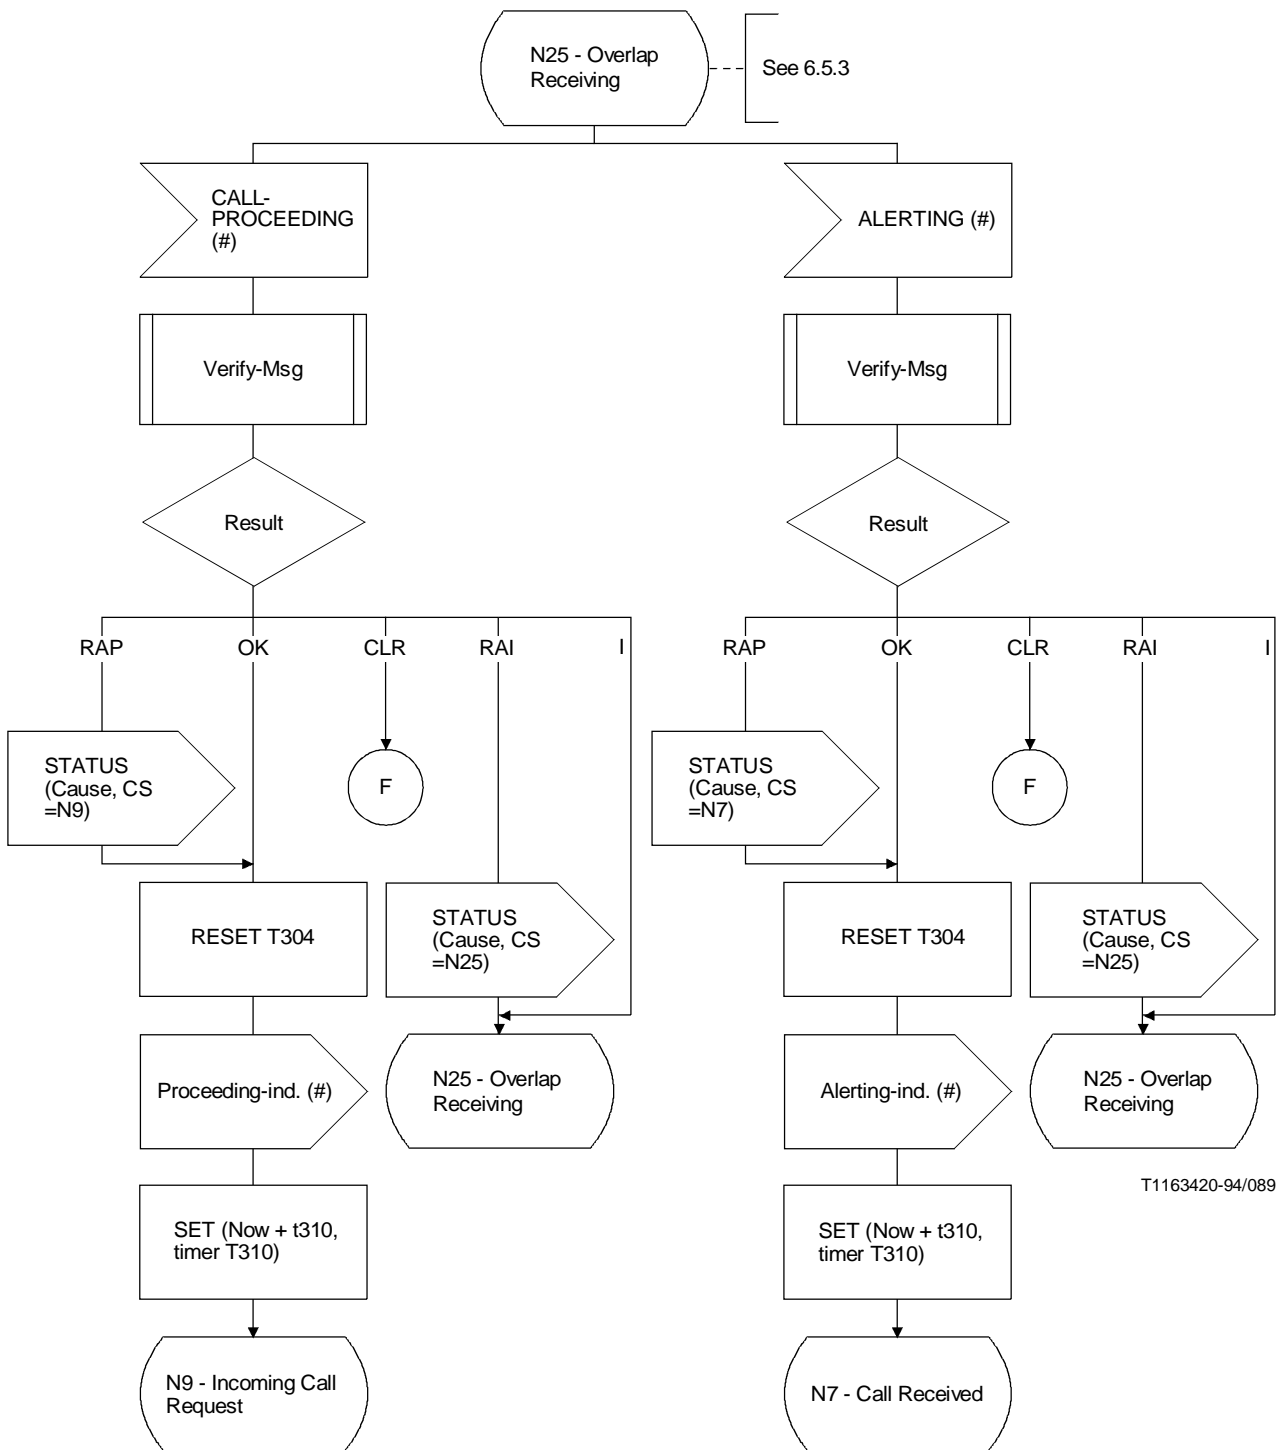 N25 - Overlap
Receiving
See 6.5.3
CALL-
PROCEEDING
(#)
ALERTING (#)
Verify-Msg
Verify-Msg
Result
Result
RAP OK CLR RAI I
RAP OK CLR RAI I
STATUS
(Cause, CS
=N9)
F
STATUS
(Cause, CS
=N7)
F
RESET T304
STATUS
(Cause, CS
=N25)
RESET T304
STATUS
(Cause, CS
=N25)
Proceeding-ind. (#)
N25 - Overlap
Receiving
Alerting-ind. (#)
N25 - Overlap
Receiving
T1163420-94/089
SET (Now + t310,
timer T310)
SET (Now + t310,
timer T310)
N9 - Incoming Call
Request
N7 - Call Received